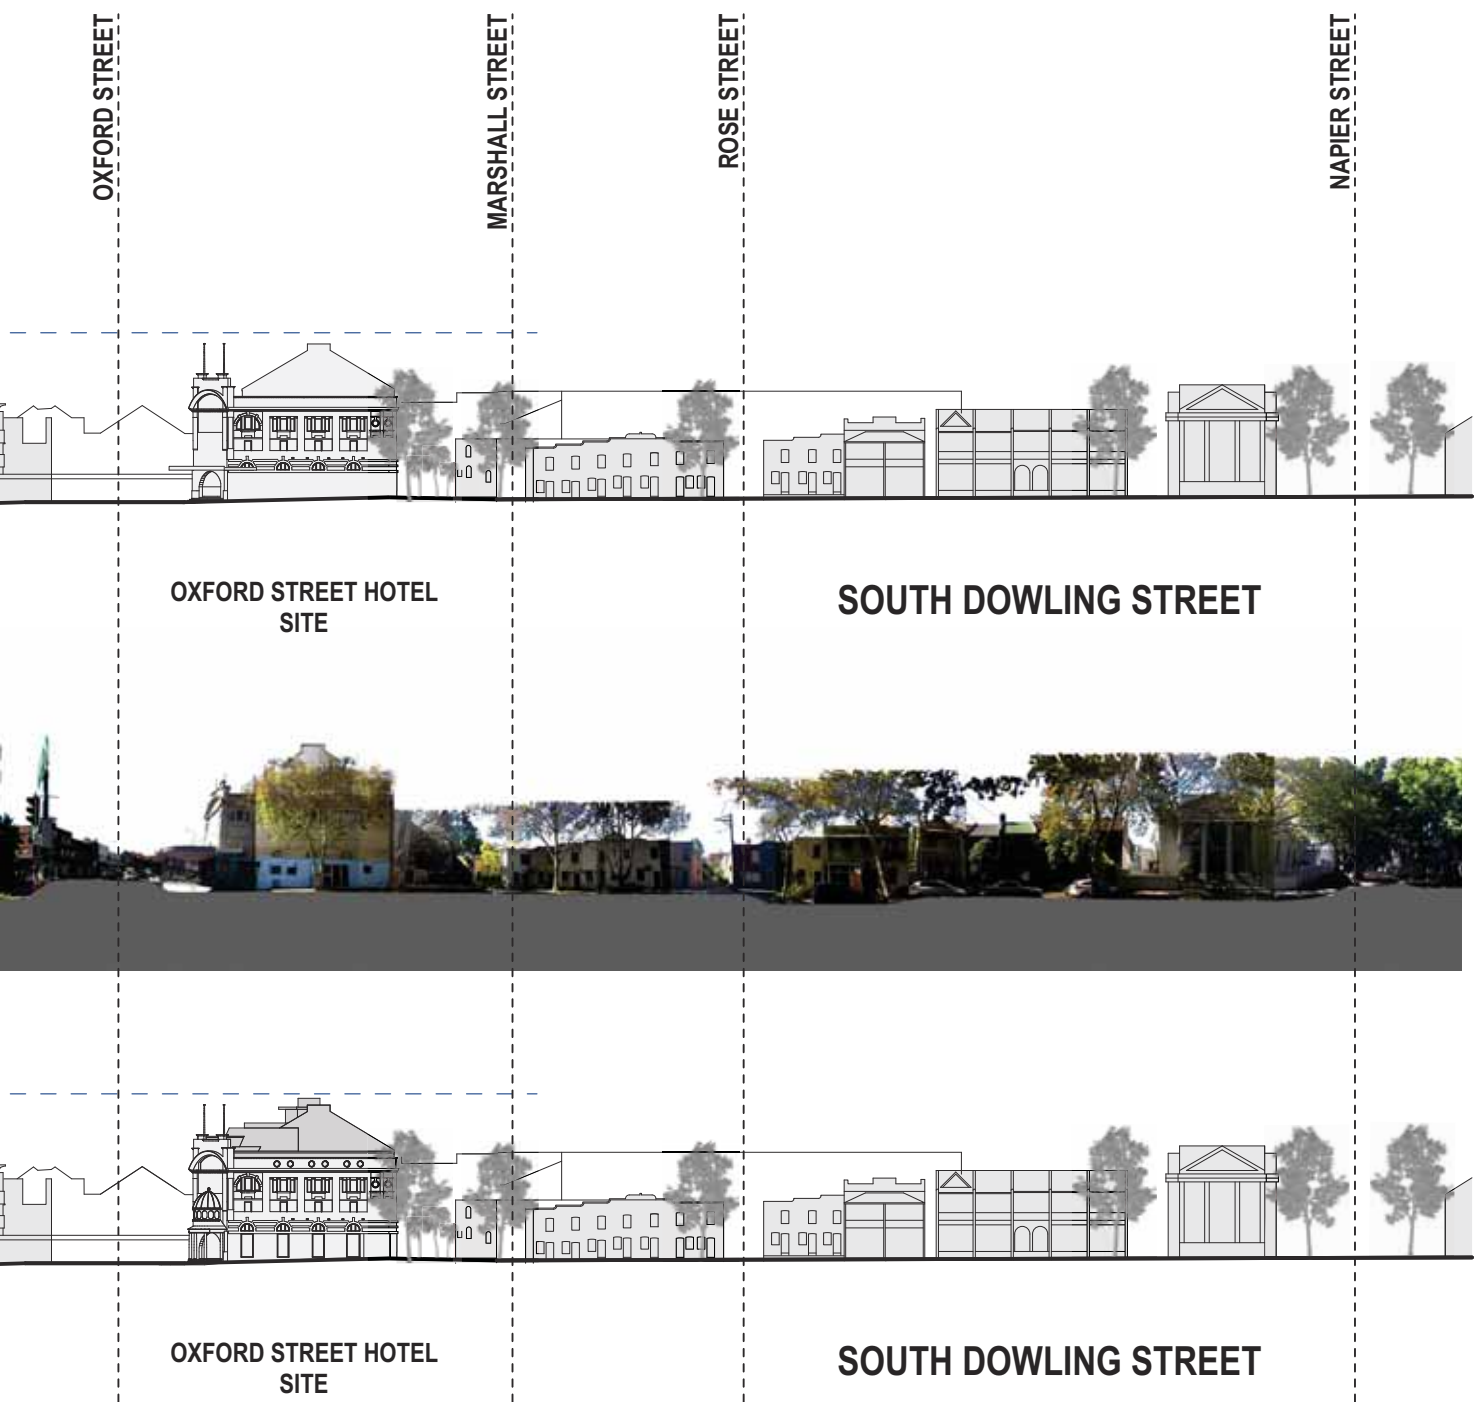 OXFORD STREET
MARSHALL STREET
ROSE STREET
NAPIER STREET
OXFORD STREET HOTEL
SITE
SOUTH DOWLING STREET
OXFORD STREET HOTEL
SITE
SOUTH DOWLING STREET